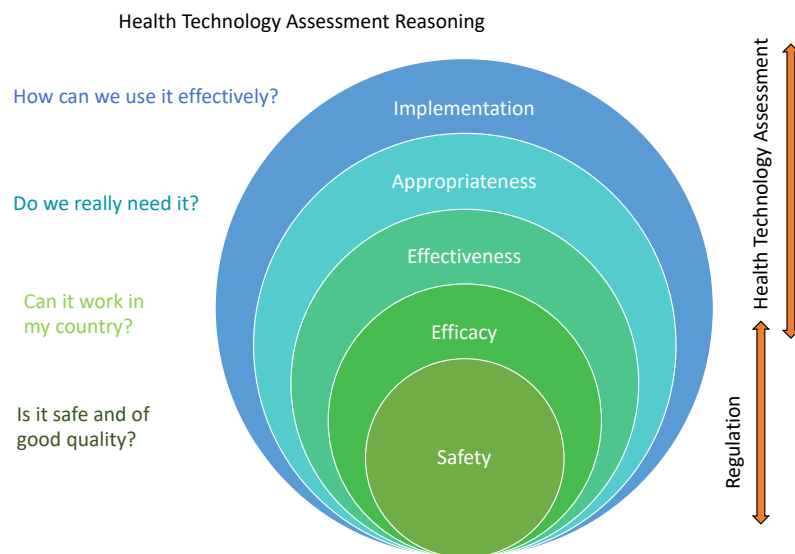 Health Technology Assessment Reasoning
How can we use it effectively?
Do we really need it?
Can it work in
my country?
Is it safe and of
good quality?
Implementation
Appropriateness
Effectiveness
Efficacy
Safety
Health Technology Assessment
Regulation